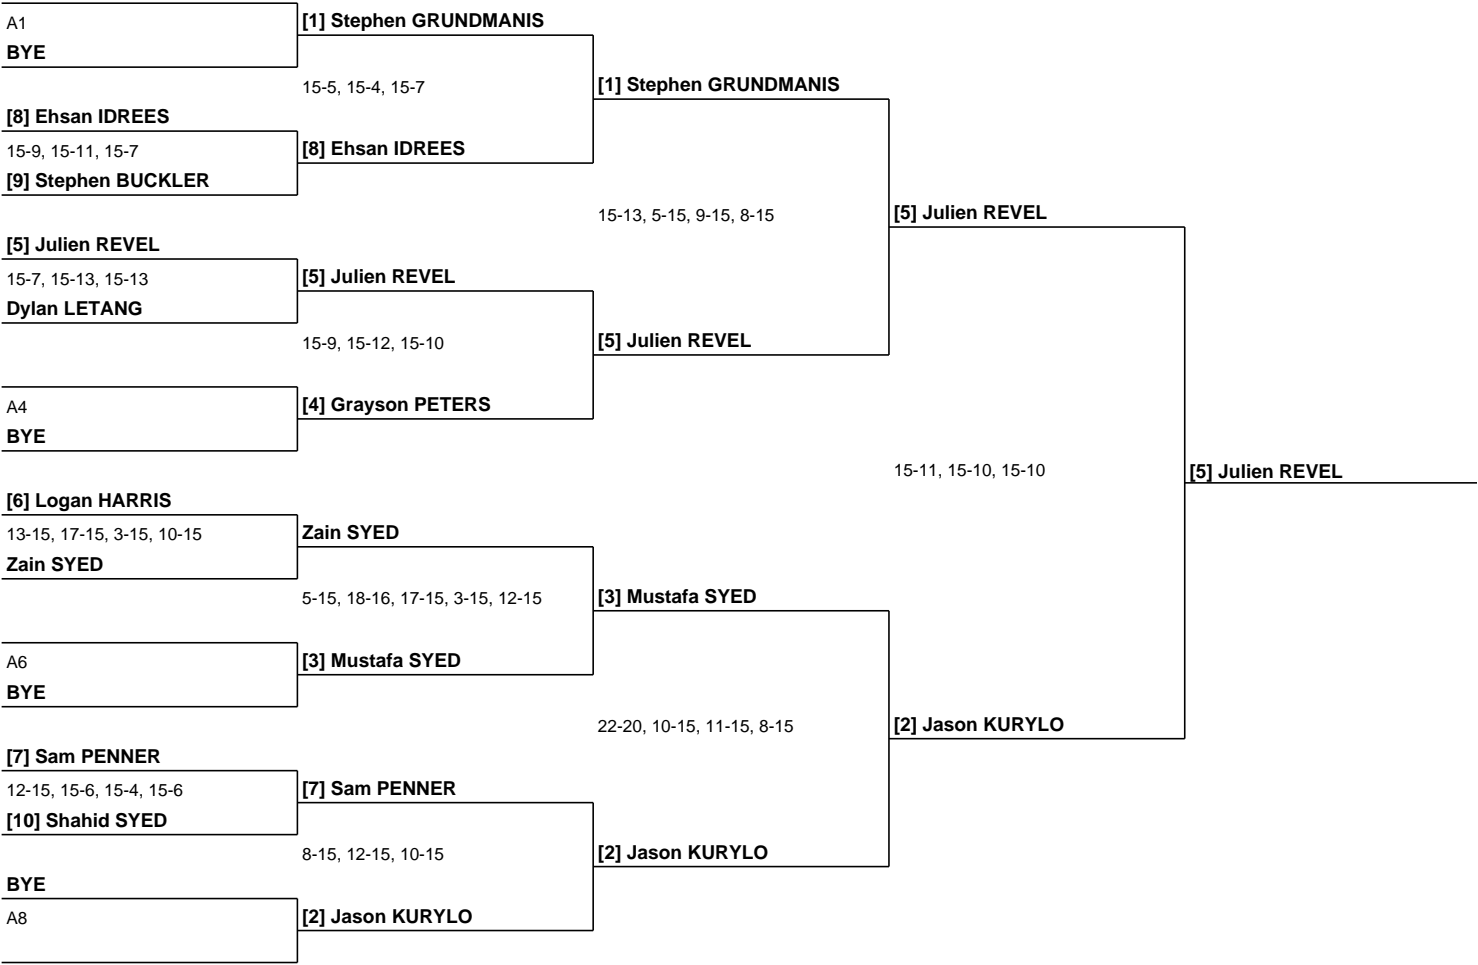 A1
BYE
[1] Stephen GRUNDMANIS
15-5, 15-4, 15-7
[8] Ehsan IDREES
15-9, 15-11, 15-7
[9] Stephen BUCKLER
[8] Ehsan IDREES
[1] Stephen GRUNDMANIS
15-13, 5-15, 9-15, 8-15
[5] Julien REVEL
15-7, 15-13, 15-13
Dylan LETANG
[5] Julien REVEL
15-9, 15-12, 15-10
A4
BYE
[4] Grayson PETERS
[5] Julien REVEL
[5] Julien REVEL
15-11, 15-10, 15-10
[5] Julien REVEL
[6] Logan HARRIS
13-15, 17-15, 3-15, 10-15
Zain SYED
Zain SYED
5-15, 18-16, 17-15, 3-15, 12-15
A6
BYE
[3] Mustafa SYED
[3] Mustafa SYED
22-20, 10-15, 11-15, 8-15
[2] Jason KURYLO
[7] Sam PENNER
12-15, 15-6, 15-4, 15-6
[10] Shahid SYED
[7] Sam PENNER
8-15, 12-15, 10-15
[2] Jason KURYLO
BYE
A8
[2] Jason KURYLO